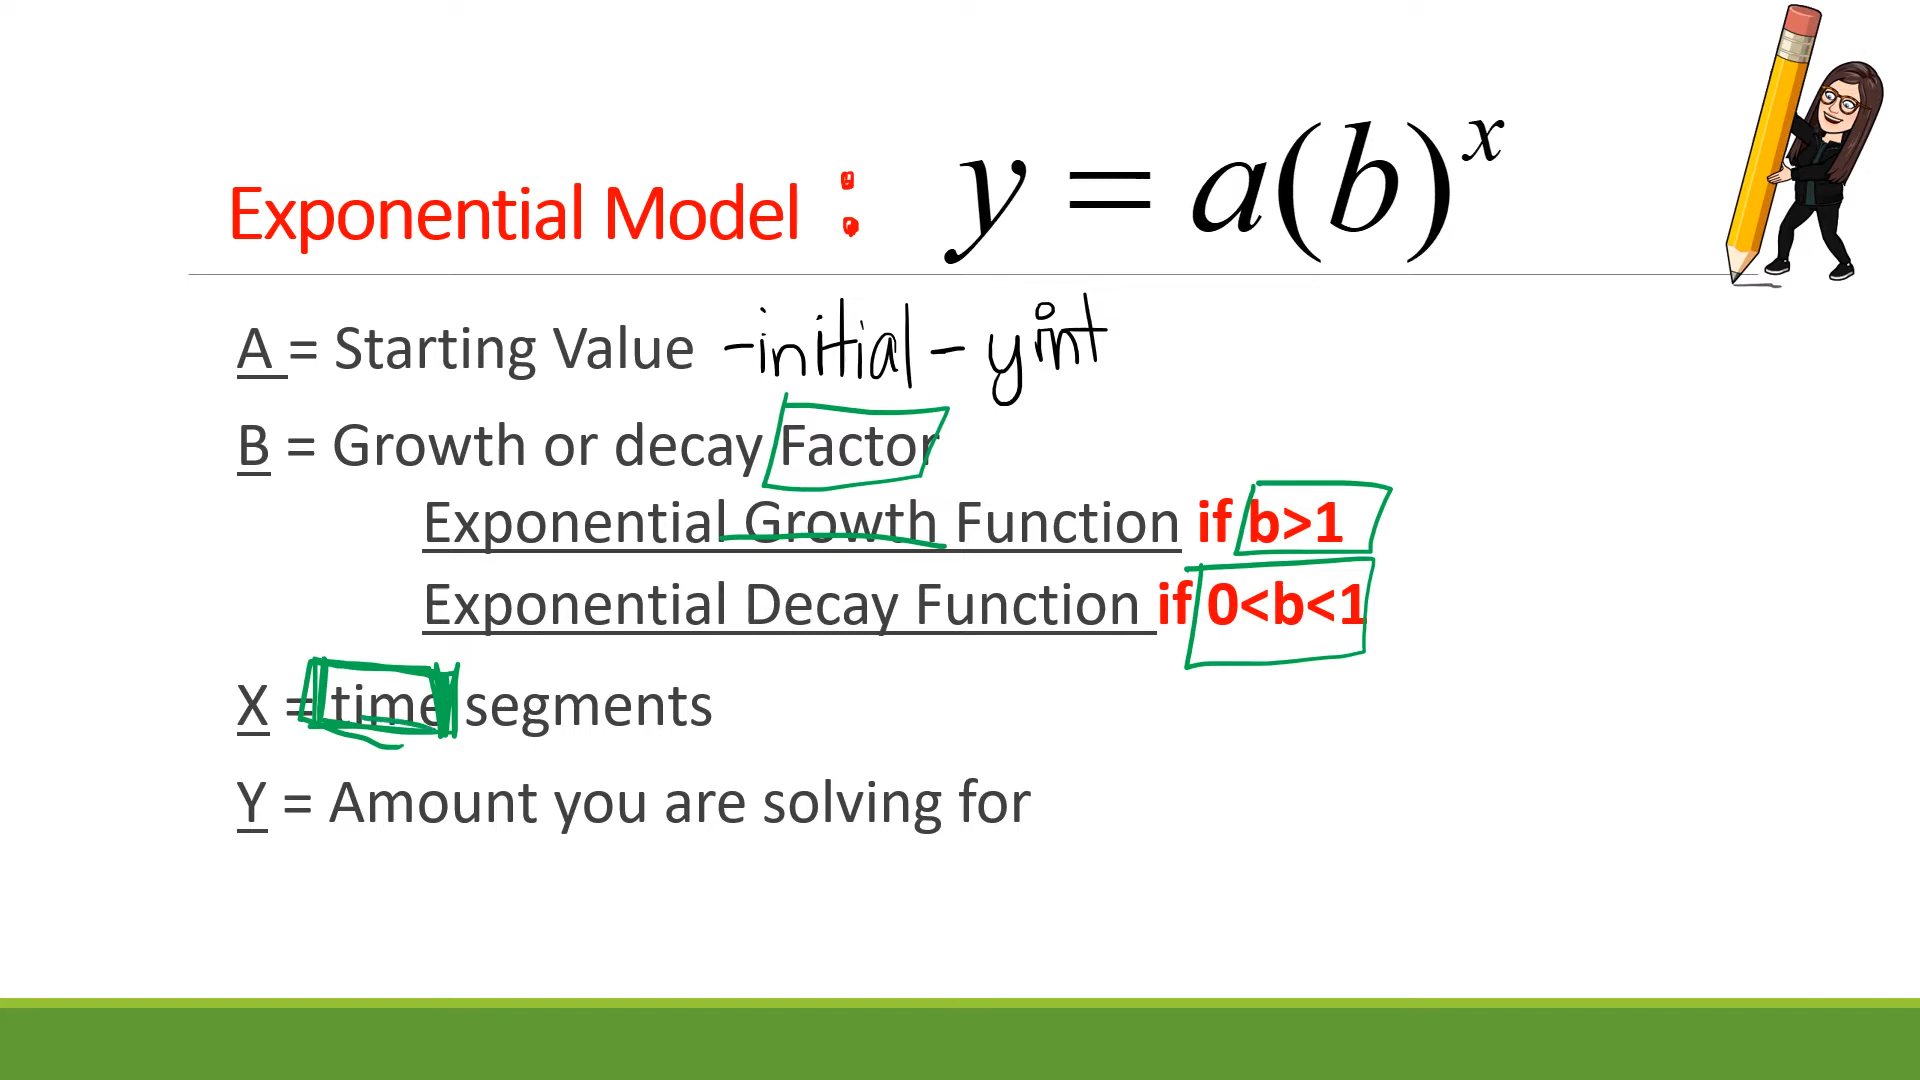 Exponential Model : y = a(b)^x
A = Starting Value - initial - y int
B = Growth or decay Factor
Exponential Growth Function if b>1
Exponential Decay Function if 0<b<1
X = time segments
Y = Amount you are solving for